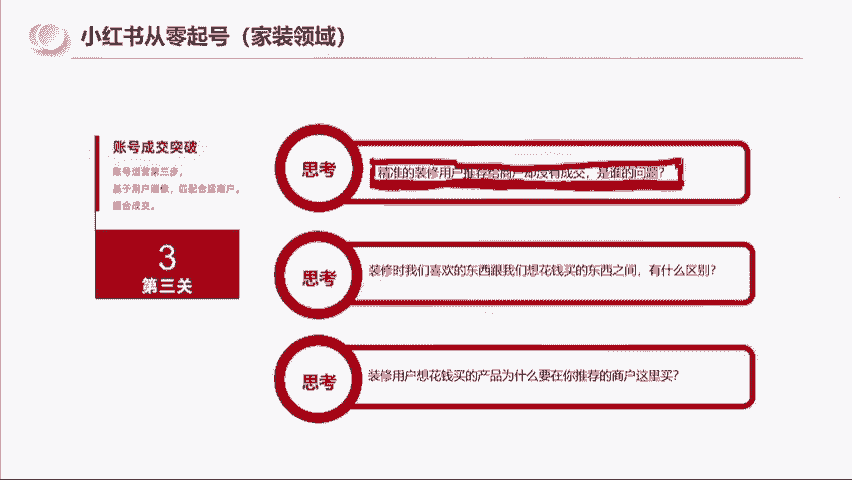 小红书从零起号（家装领域）
账号成交突破
账号运营第三步，
基于用户画像，匹配合适商户，
撮合成交。
3
第三关
思考
精准的装修用户推荐给商户却没有成交，是谁的问题？
思考
装修时我们喜欢的东西跟我们想花钱买的东西之间，有什么区别？
思考
装修用户想花钱买的产品为什么要在你推荐的商户这里买？